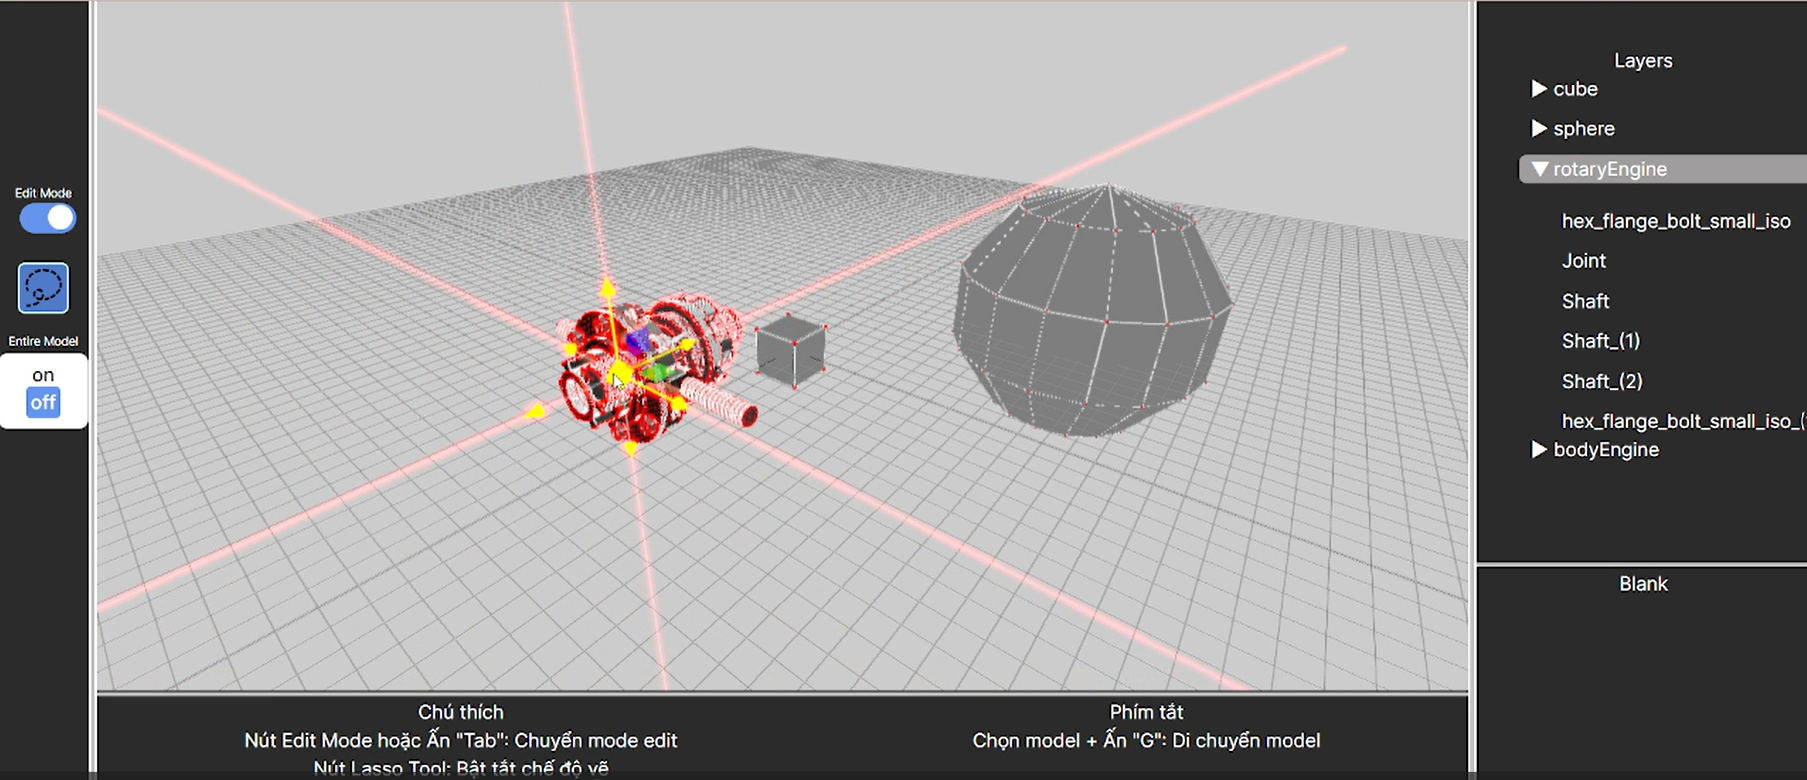 Edit Mode
Entire Model
on
off
Layers
cube
sphere
rotaryEngine
hex_flange_bolt_small_iso
Joint
Shaft
Shaft_(1)
Shaft_(2)
hex_flange_bolt_small_iso_(
bodyEngine
Blank
Chú thích
Nút Edit Mode hoặc Ấn "Tab": Chuyển mode edit
Nút Lasso Tool: Bật tắt chế độ vẽ
Phím tắt
Chọn model + Ấn "G": Di chuyển model